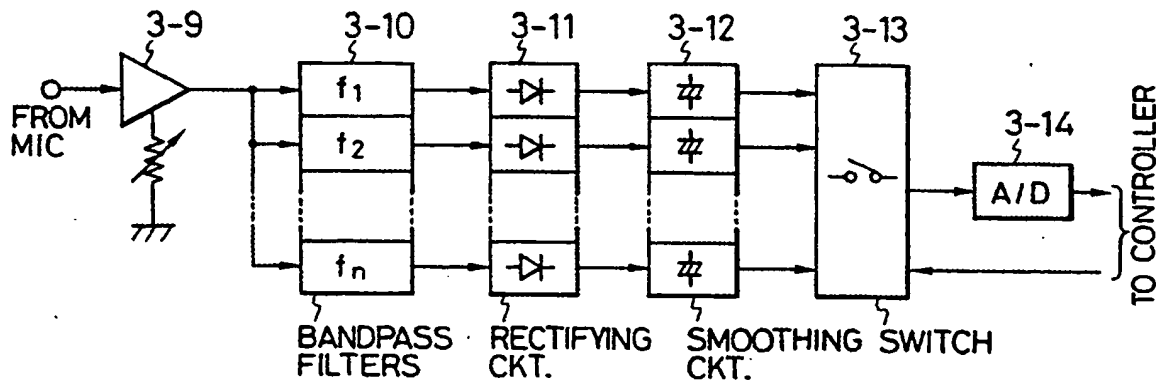 3-9
3-10
3-11
3-12
3-13
FROM
MIC
f1
f2
fn
3-14
A/D
TO CONTROLLER
BANDPASS
FILTERS
RECTIFYING
CKT.
SMOOTHING
CKT.
SWITCH